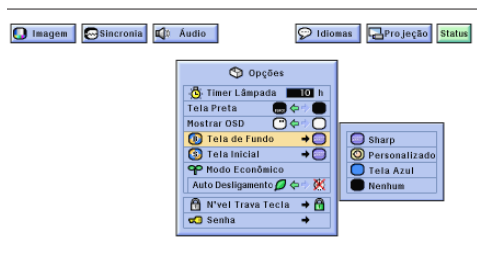 Imagem Sincronia Áudio Idiomas Projeção Status
Opções
Timer Lâmpada 10 h
Tela Preta
Mostrar OSD
Tela de Fundo
Tela Inicial
Modo Econômico
Auto Desligamento
N'vel Trava Tecla
Senha
Sharp
Personalizado
Tela Azul
Nenhum